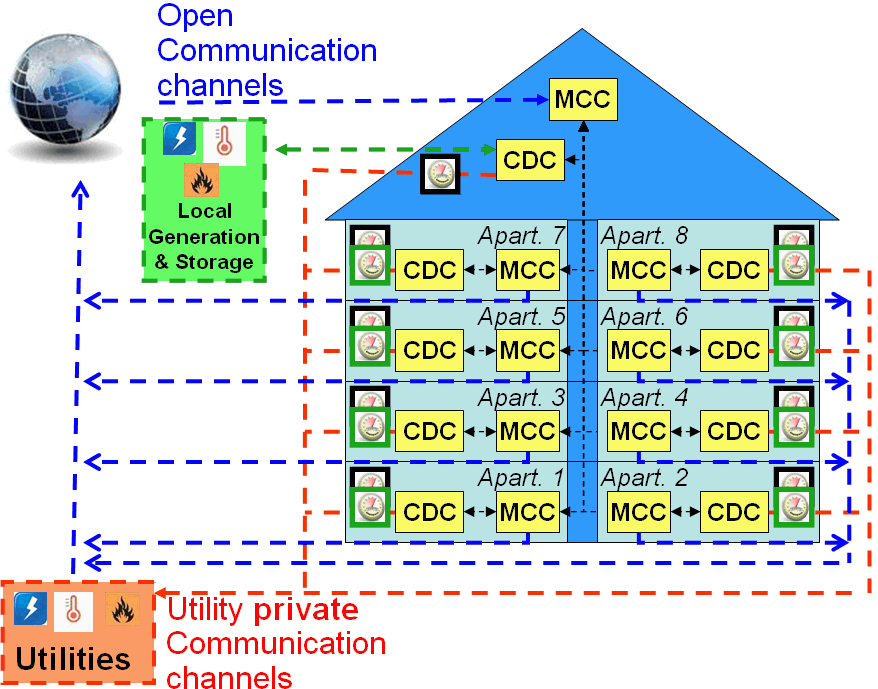 Open
Communication
channels
MCC
CDC
Local
Generation
& Storage
Apart. 7 Apart. 8
CDC MCC MCC CDC
Apart. 5 Apart. 6
CDC MCC MCC CDC
Apart. 3 Apart. 4
CDC MCC MCC CDC
Apart. 1 Apart. 2
CDC MCC MCC CDC
Utilities
Utility private
Communication
channels